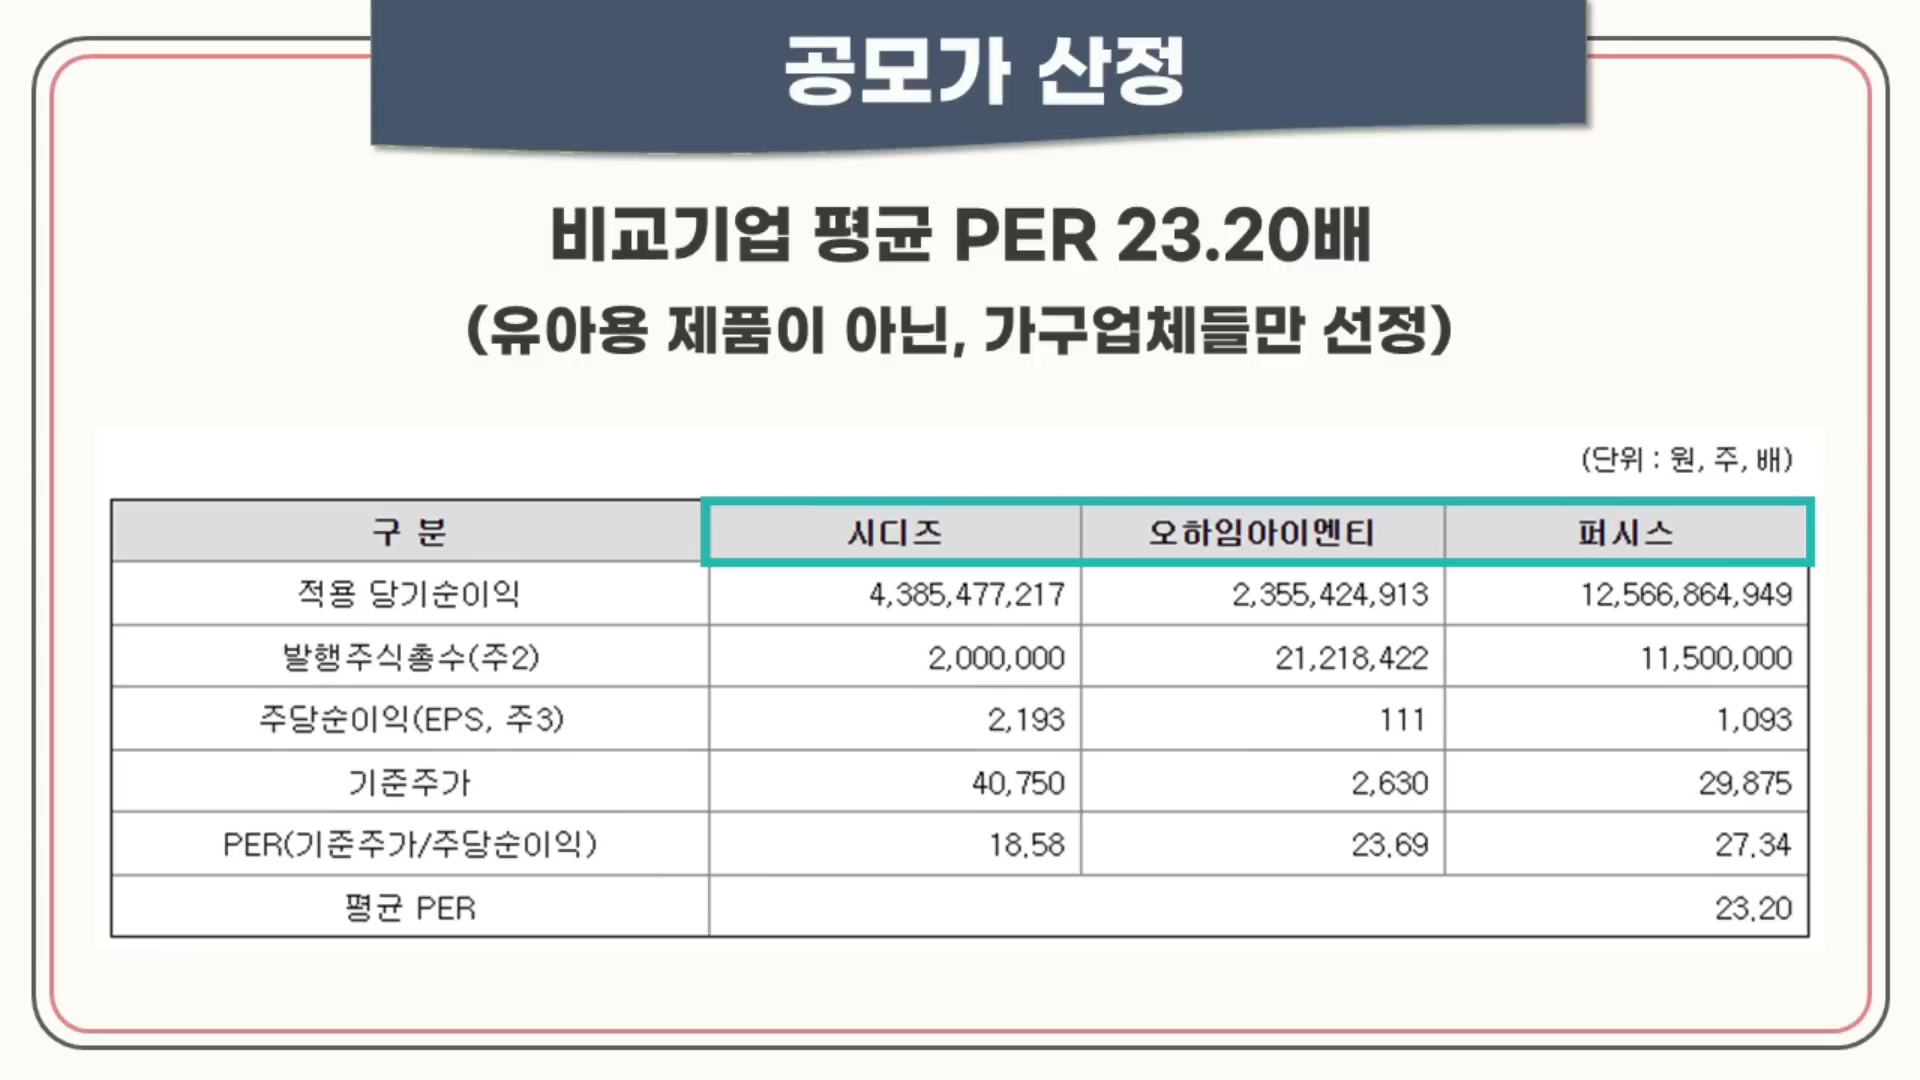 공모가 산정
비교기업 평균 PER 23.20배
(유아용 제품이 아닌, 가구업체들만 선정)
(단위 : 원, 주, 배)
구 분 시디즈 오하임아이엔티 퍼시스
적용 당기순이익 4,385,477,217 2,355,424,913 12,566,864,949
발행주식총수(주2) 2,000,000 21,218,422 11,500,000
주당순이익(EPS, 주3) 2,193 111 1,093
기준주가 40,750 2,630 29,875
PER(기준주가/주당순이익) 18.58 23.69 27.34
평균 PER 23.20